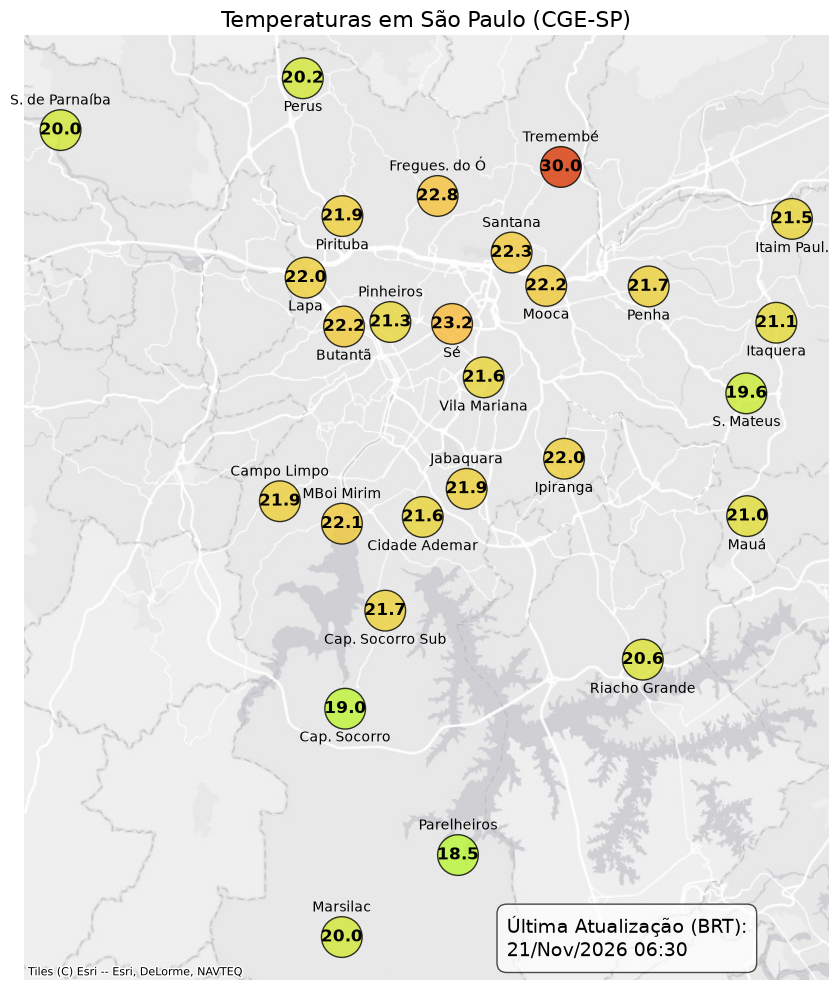 Temperaturas em São Paulo (CGE-SP)
20.2
Perus
S. de Parnaíba
20.0
Tremembé
30.0
Fregues. do Ó
22.8
21.9
Pirituba
Santana
22.3
21.5
Itaim Paul.
22.0
Lapa
22.2
Mooca
21.7
Penha
Pinheiros
21.3
22.2
Butantã
23.2
Sé
21.1
Itaquera
21.6
Vila Mariana
19.6
S. Mateus
22.0
Ipiranga
Jabaquara
21.9
Campo Limpo
21.9
MBoi Mirim
22.1
21.6
Cidade Ademar
21.0
Mauá
21.7
Cap. Socorro Sub
20.6
Riacho Grande
19.0
Cap. Socorro
Parelheiros
18.5
Marsilac
20.0
Última Atualização (BRT):
21/Nov/2026 06:30
Tiles (C) Esri -- Esri, DeLorme, NAVTEQ